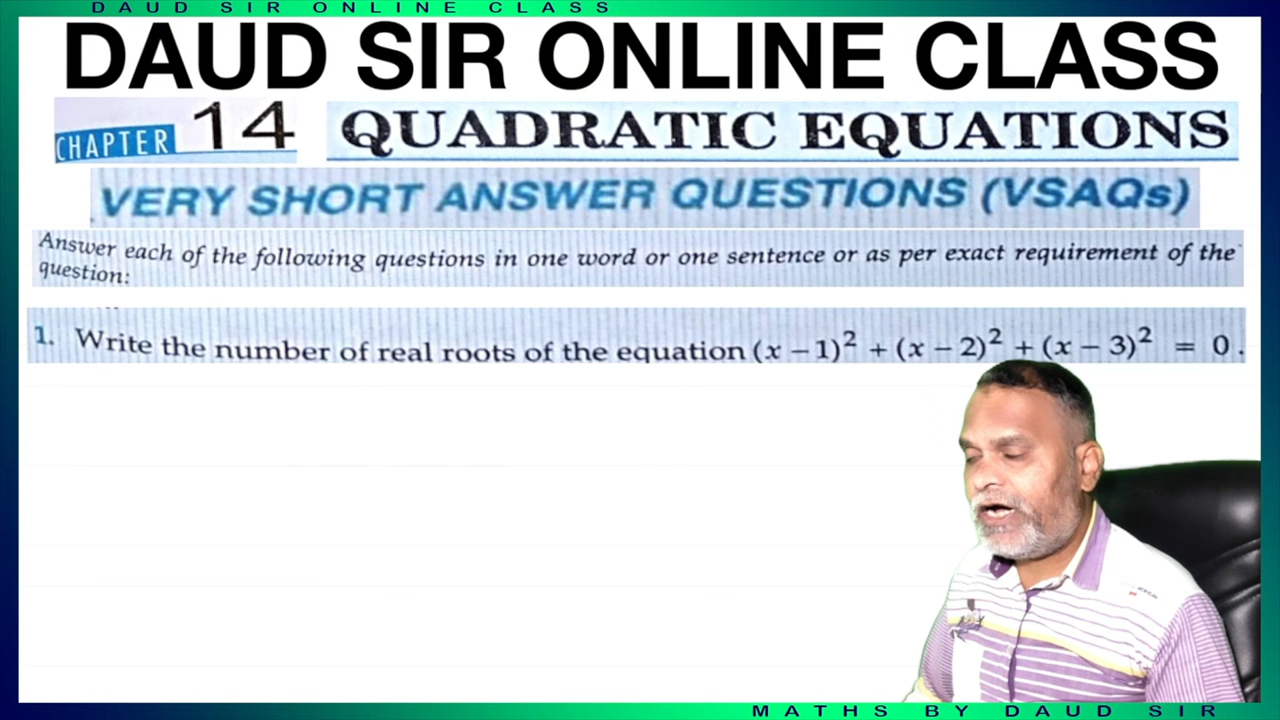 DAUD SIR ONLINE CLASS
DAUD SIR ONLINE CLASS
CHAPTER 14 QUADRATIC EQUATIONS
VERY SHORT ANSWER QUESTIONS (VSAQs)
Answer each of the following questions in one word or one sentence or as per exact requirement of the
question:
1. Write the number of real roots of the equation (x – 1)² + (x – 2)² + (x – 3)² = 0.
MATHS BY DAUD SIR